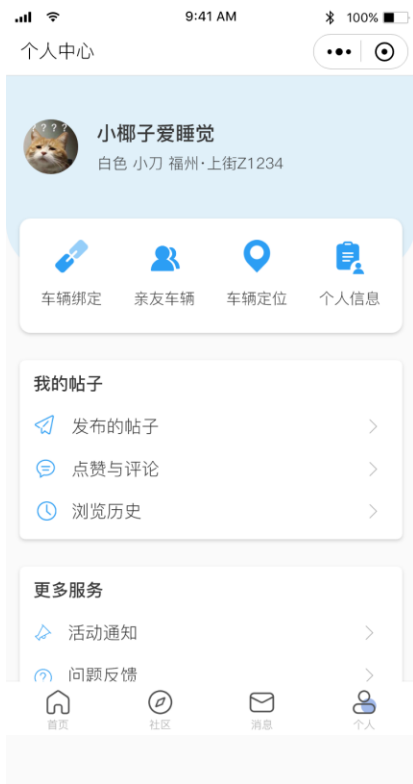 9:41 AM
100%
个人中心
? ? ? ?
小椰子爱睡觉
白色 小刀 福州·上街Z1234
车辆绑定 亲友车辆 车辆定位 个人信息
我的帖子
发布的帖子
点赞与评论
浏览历史
更多服务
活动通知
问题反馈
首页 社区 消息 个人